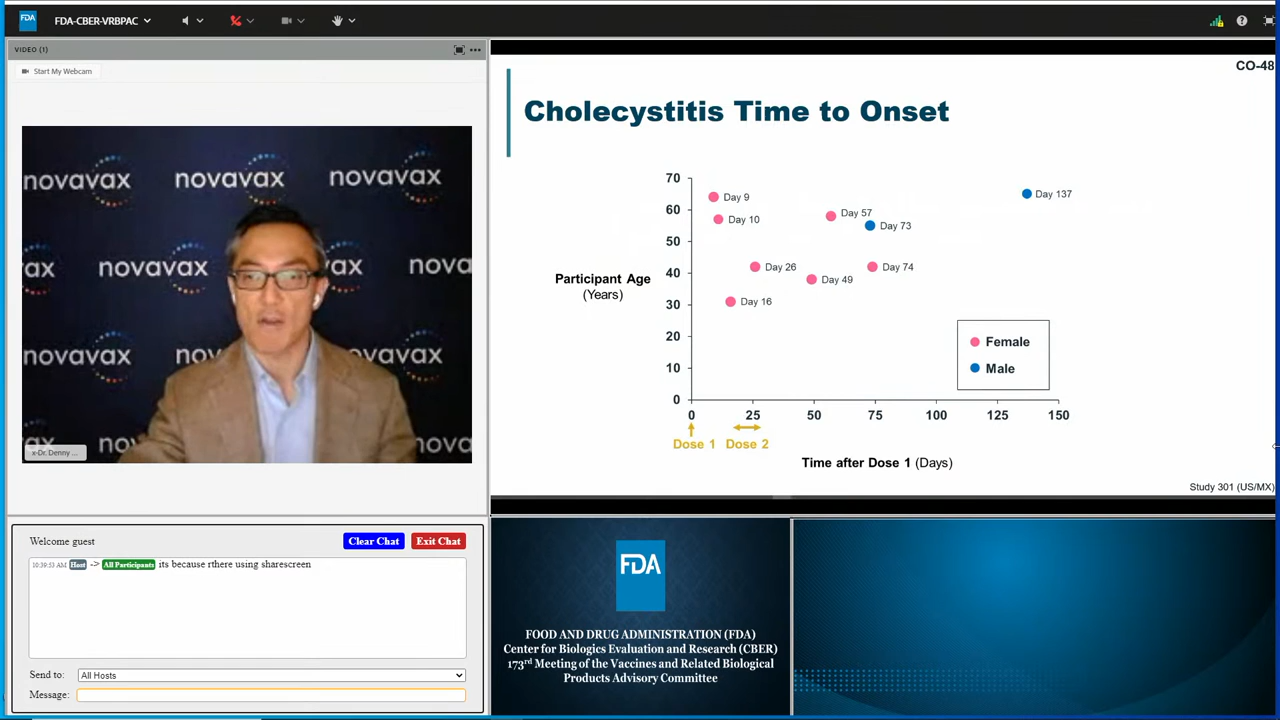 FDA
FDA-CBER-VRBPAC
VIDEO (1)
Start My Webcam
novavax novavax novavax
novavax nova
novavax nova novavax
x-Dr. Denny ...
CO-48
Cholecystitis Time to Onset
Participant Age
(Years)
70
60
50
40
30
20
10
0
Day 9
Day 10
Day 16
Day 26
Day 49
Day 57
Day 73
Day 74
Day 137
Female
Male
0 25 50 75 100 125 150
Dose 1 Dose 2
Time after Dose 1 (Days)
Study 301 (US/MX)
Welcome guest
Clear Chat Exit Chat
10:39:53 AM Host -> All Participants its because rthere using sharescreen
Send to: All Hosts
Message:
FDA
FOOD AND DRUG ADMINISTRATION (FDA)
Center for Biologics Evaluation and Research (CBER)
173rd Meeting of the Vaccines and Related Biological
Products Advisory Committee